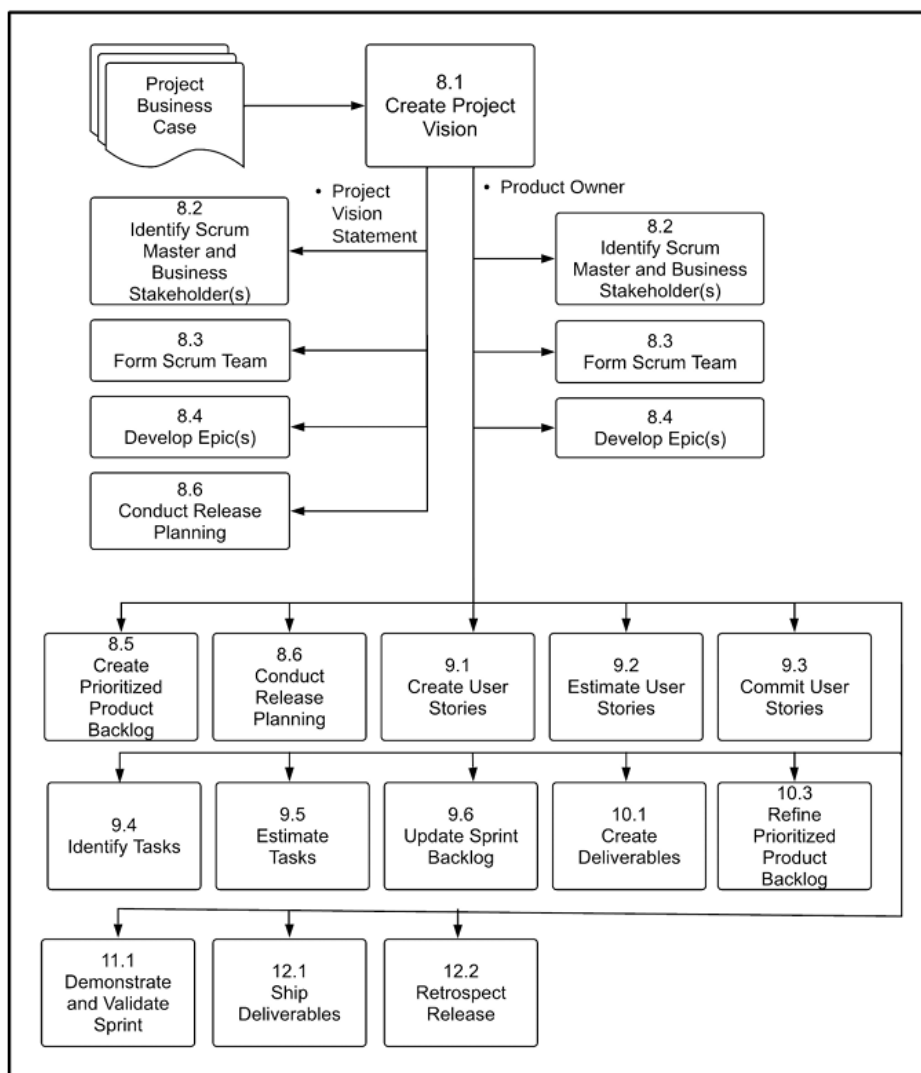 Project
Business
Case
8.1
Create Project
Vision
• Project
Vision
Statement
• Product Owner
8.2
Identify Scrum
Master and
Business
Stakeholder(s)
8.2
Identify Scrum
Master and Business
Stakeholder(s)
8.3
Form Scrum Team
8.3
Form Scrum Team
8.4
Develop Epic(s)
8.4
Develop Epic(s)
8.6
Conduct Release
Planning
8.5
Create
Prioritized
Product
Backlog
8.6
Conduct
Release
Planning
9.1
Create User
Stories
9.2
Estimate User
Stories
9.3
Commit User
Stories
9.4
Identify Tasks
9.5
Estimate
Tasks
9.6
Update Sprint
Backlog
10.1
Create
Deliverables
10.3
Refine
Prioritized
Product
Backlog
11.1
Demonstrate
and Validate
Sprint
12.1
Ship
Deliverables
12.2
Retrospect
Release